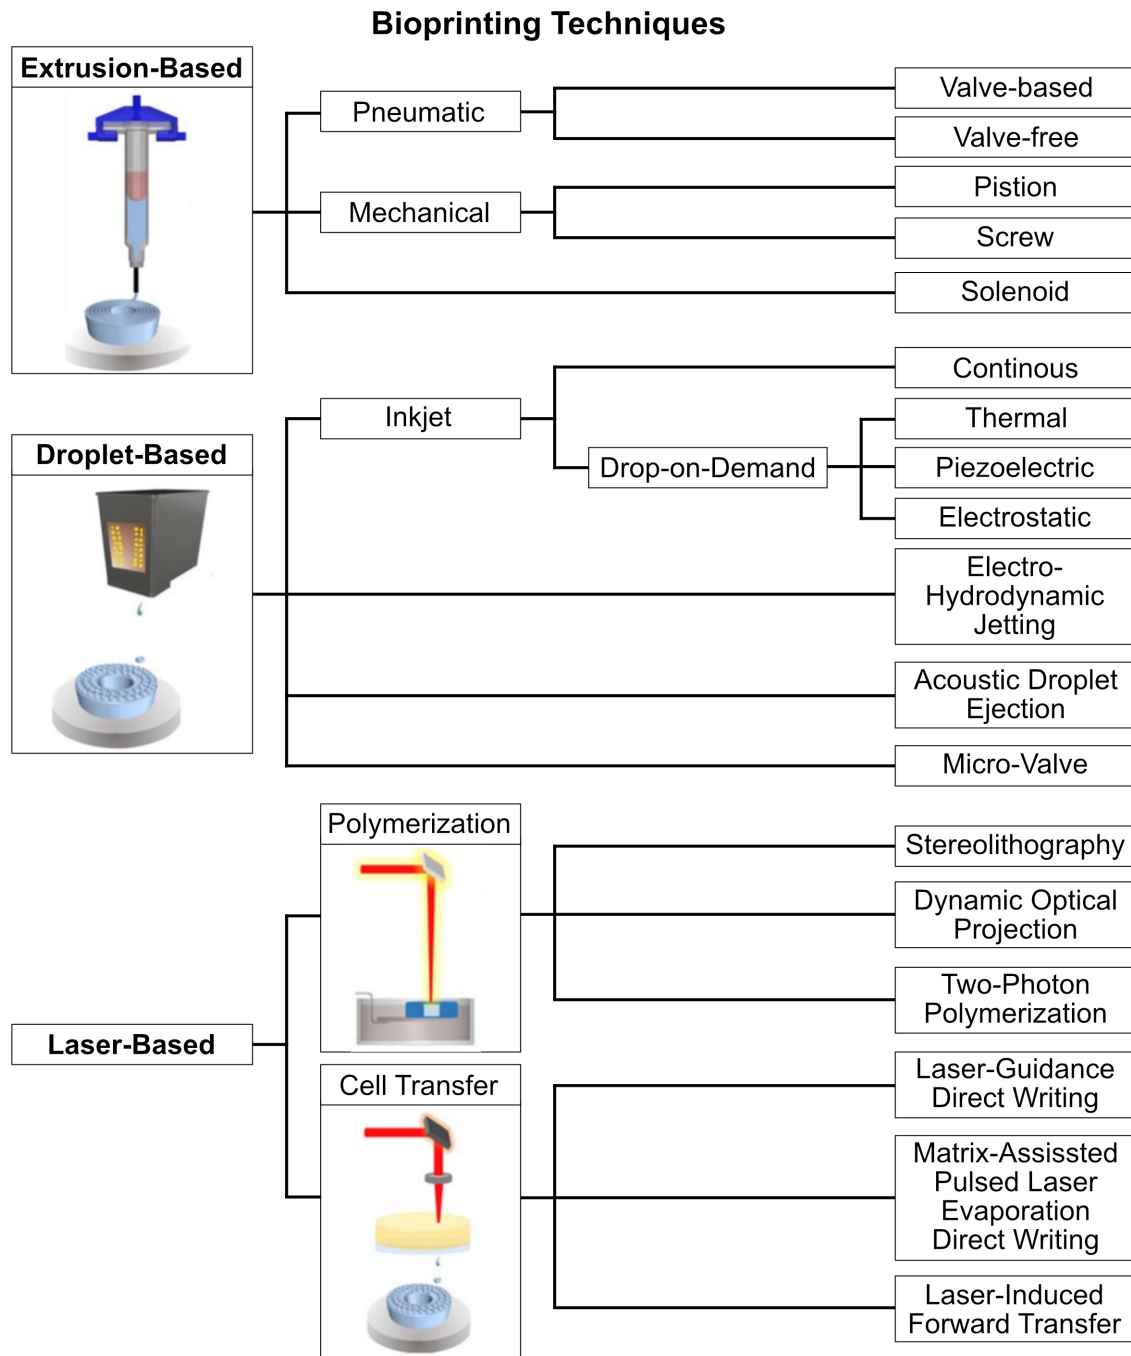 Bioprinting Techniques
Extrusion-Based
Pneumatic
Valve-based
Valve-free
Mechanical
Pistion
Screw
Solenoid
Droplet-Based
Inkjet
Continous
Drop-on-Demand
Thermal
Piezoelectric
Electrostatic
Electro-
Hydrodynamic
Jetting
Acoustic Droplet
Ejection
Micro-Valve
Laser-Based
Polymerization
Stereolithography
Dynamic Optical
Projection
Two-Photon
Polymerization
Cell Transfer
Laser-Guidance
Direct Writing
Matrix-Assissted
Pulsed Laser
Evaporation
Direct Writing
Laser-Induced
Forward Transfer